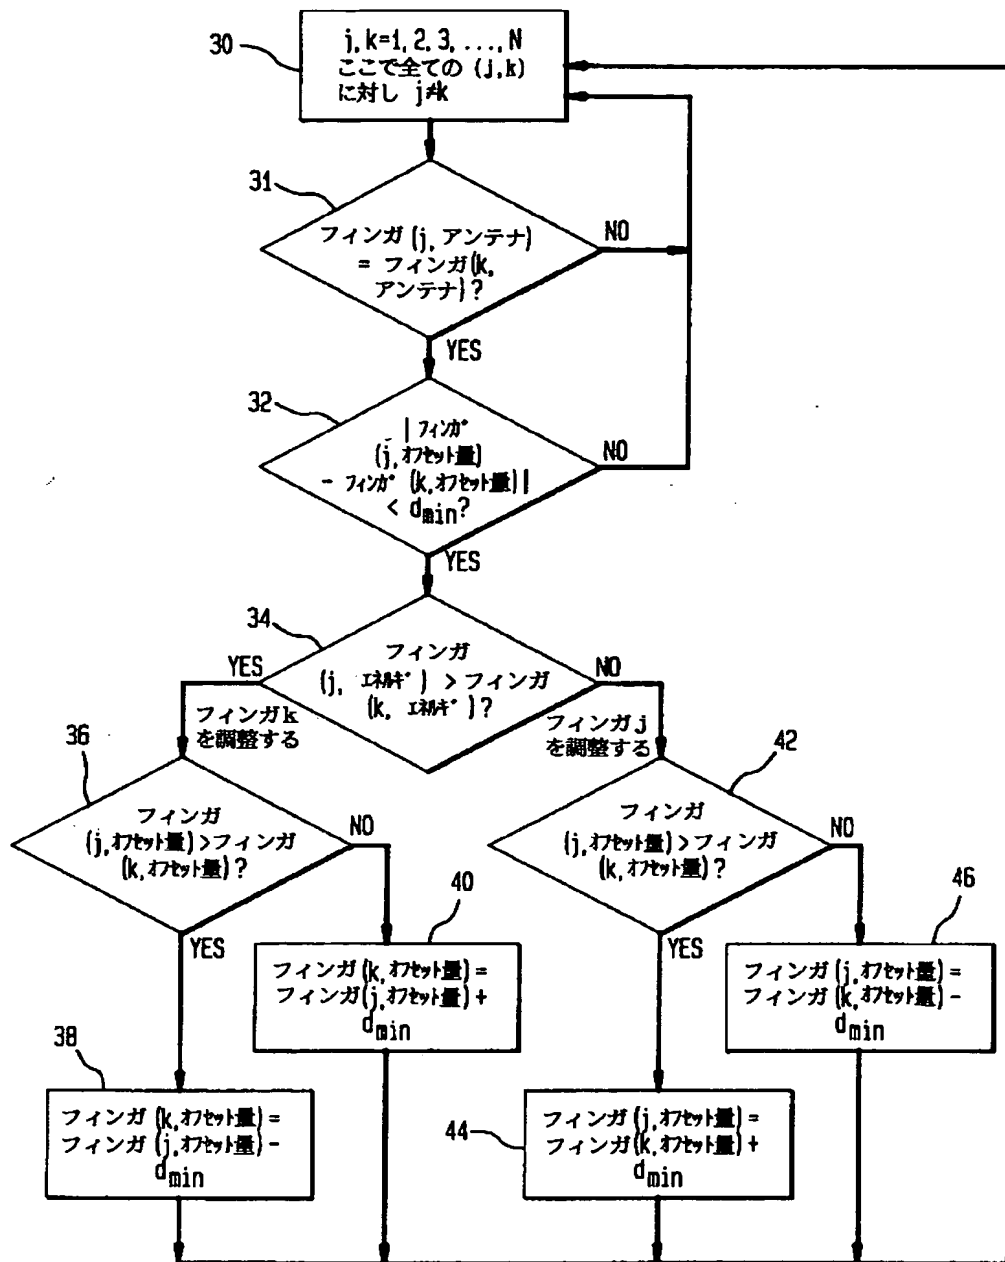 30
j,k=1,2,3,...,N
ここで全ての (j,k)
に対し j≠k
31
フィンガ (j, アンテナ)
= フィンガ(k,
アンテナ)?
NO
YES
32
| フィンガ
(j,オフセット量)
- フィンガ (k,オフセット量)|
< dmin?
NO
YES
34
フィンガ
(j, エネルギ) > フィンガ
(k, エネルギ)?
YES
NO
フィンガk
を調整する
フィンガj
を調整する
36
フィンガ
(j,オフセット量)>フィンガ
(k,オフセット量)?
NO
YES
42
フィンガ
(j,オフセット量)>フィンガ
(k,オフセット量)?
NO
YES
40
フィンガ(k,オフセット量)=
フィンガ(j,オフセット量)+
dmin
46
フィンガ (j,オフセット量)=
フィンガ (k,オフセット量)-
dmin
38
フィンガ (k,オフセット量)=
フィンガ (j,オフセット量)-
dmin
44
フィンガ (j,オフセット量)=
フィンガ(k,オフセット量)+
dmin